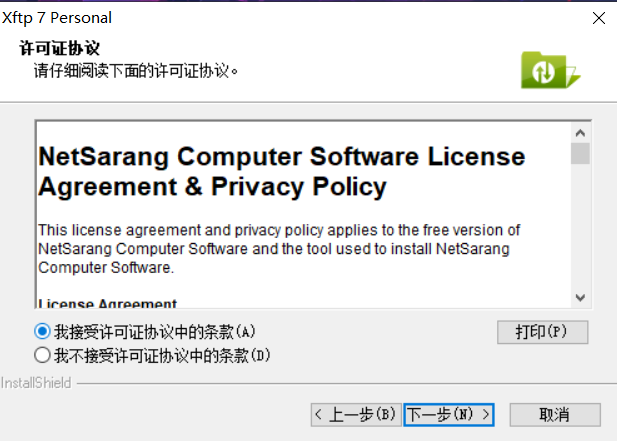 Xftp 7 Personal
许可证协议
请仔细阅读下面的许可证协议。
NetSarang Computer Software License
Agreement & Privacy Policy
This license agreement and privacy policy applies to the free version of
NetSarang Computer Software and the tool used to install NetSarang
Computer Software.
License Agreement
我接受许可证协议中的条款(A)
打印(P)
我不接受许可证协议中的条款(D)
InstallShield
< 上一步(B)
下一步(N) >
取消